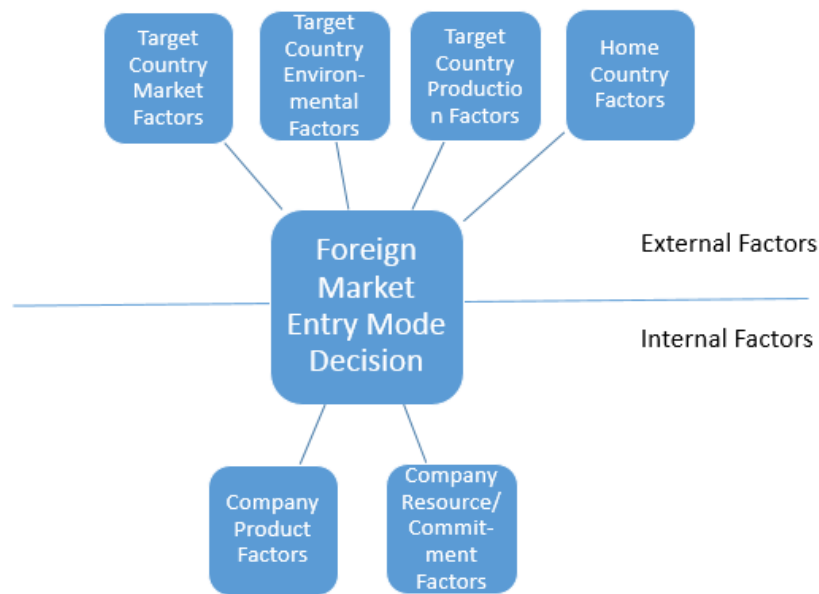 Target
Country
Market
Factors
Target
Country
Environ-
mental
Factors
Target
Country
Productio
n Factors
Home
Country
Factors
External Factors
Foreign
Market
Entry Mode
Decision
Internal Factors
Company
Product
Factors
Company
Resource/
Commit-
ment
Factors